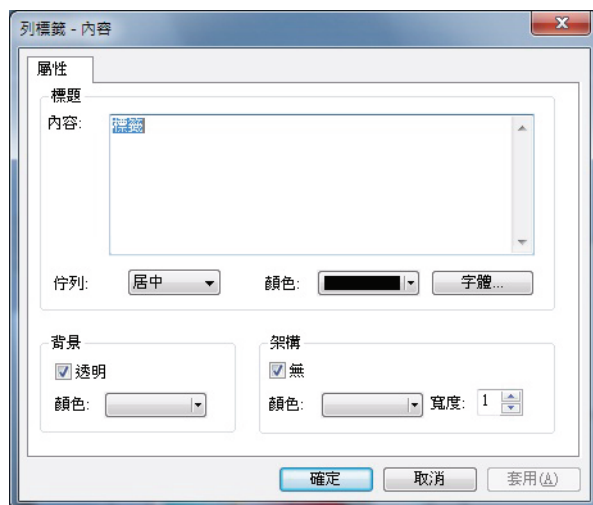 列標籤 - 內容
屬性
標題
內容: 標籤
佇列: 居中 顏色: 字體...
背景
透明
顏色:
架構
無
顏色: 寬度: 1
確定 取消 套用(A)